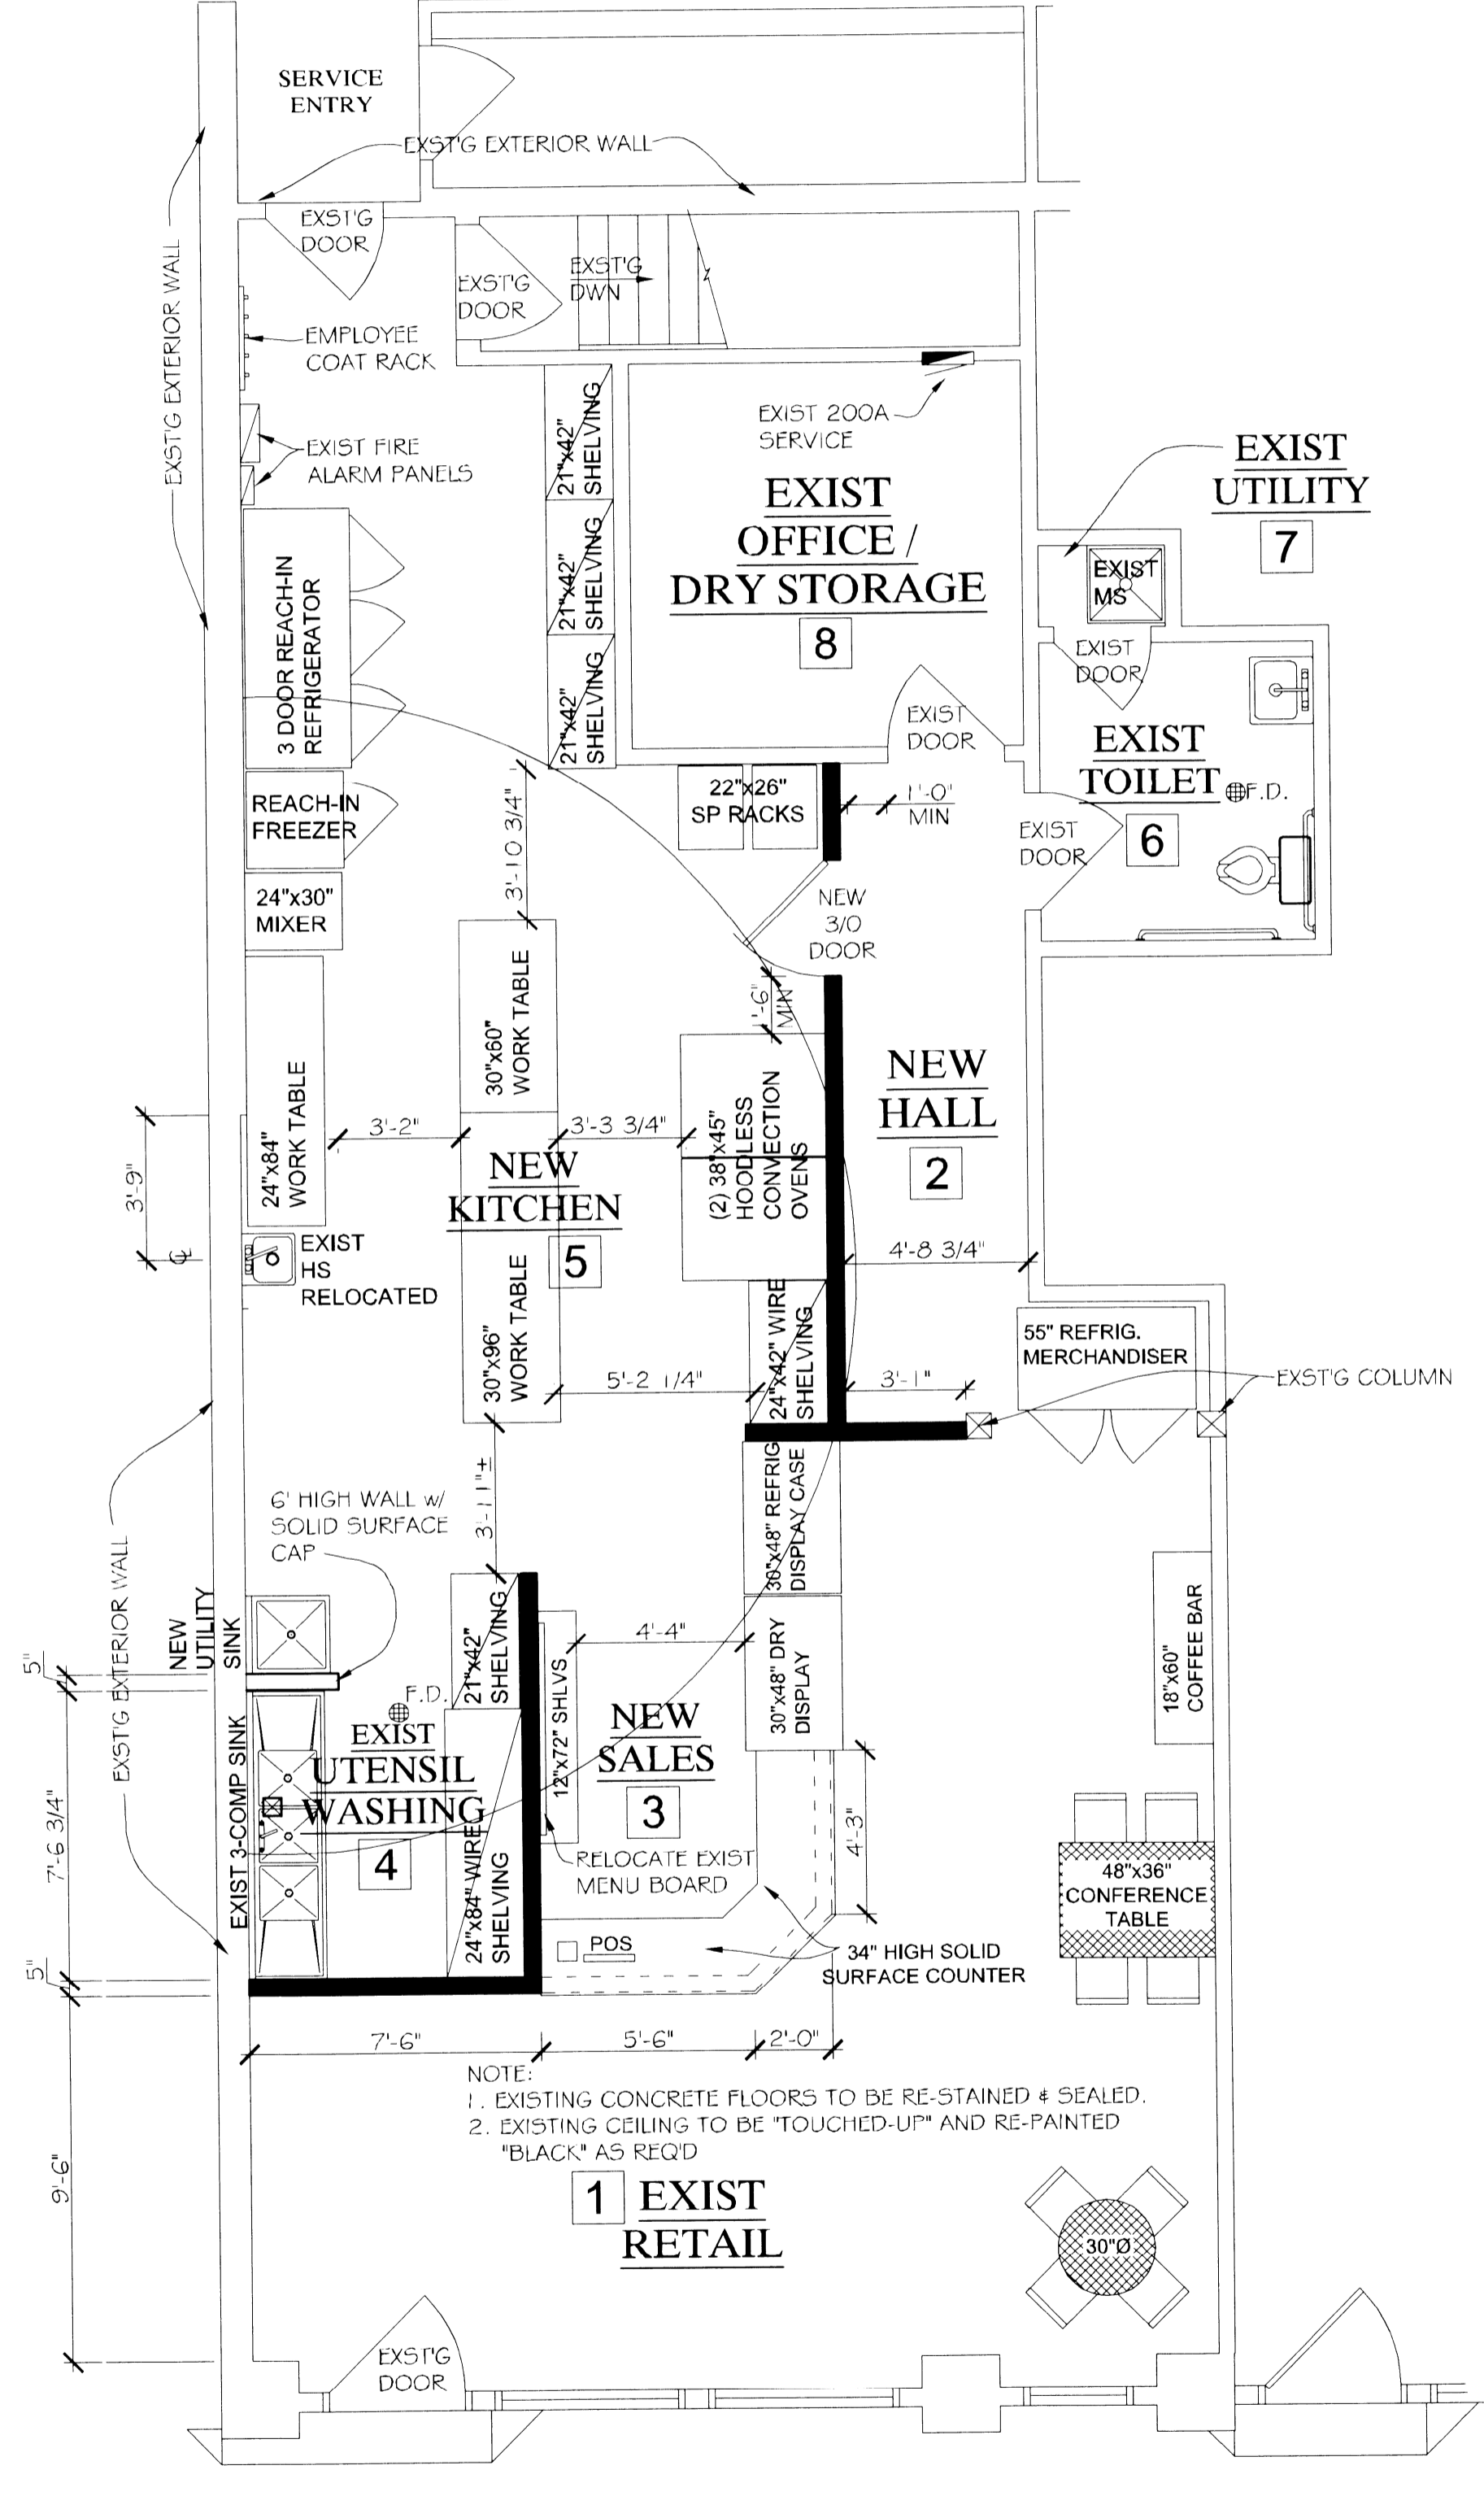 SERVICE
ENTRY
EXST'G EXTERIOR WALL
EXST'G EXTERIOR WALL
EXST'G
DOOR
EXST'G
DOOR
EXST'G
DWN
EMPLOYEE
COAT RACK
EXIST FIRE
ALARM PANELS
21"x42"
SHELVING
21"x42"
SHELVING
21"x42"
SHELVING
EXIST 200A
SERVICE
EXIST
OFFICE /
DRY STORAGE
8
EXIST
UTILITY
7
EXIST
MS
EXIST
DOOR
3 DOOR REACH-IN
REFRIGERATOR
EXIST
DOOR
EXIST
TOILET
6
F.D.
REACH-IN
FREEZER
3'-10 3/4"
22"x26"
SP RACKS
1'-0"
MIN
EXIST
DOOR
24"x30"
MIXER
NEW
3/0
DOOR
1'-6"
MIN
30"x60"
WORK TABLE
24"x84"
WORK TABLE
(2) 38"x45"
HOODLESS
CONVECTION
OVENS
NEW
HALL
2
3'-9"
3'-2"
3'-3 3/4"
NEW
KITCHEN
5
EXIST
HS
RELOCATED
4'-8 3/4"
30"x96"
WORK TABLE
24"x42" WIRE
SHELVING
55" REFRIG.
MERCHANDISER
5'-2 1/4"
3'-1"
EXST'G COLUMN
3'-11"±
6' HIGH WALL w/
SOLID SURFACE
CAP
30"x48" REFRIG
DISPLAY CASE
EXST'G EXTERIOR WALL
NEW
UTILITY
SINK
21"x42"
SHELVING
12"x72" SHLVS
4'-4"
30"x48" DRY
DISPLAY
18"x60"
COFFEE BAR
5"
F.D.
EXIST
UTENSIL
WASHING
4
NEW
SALES
3
EXIST 3-COMP SINK
7'-6 3/4"
24"x84" WIRE
SHELVING
RELOCATE EXIST
MENU BOARD
4'-3"
48"x36"
CONFERENCE
TABLE
POS
34" HIGH SOLID
SURFACE COUNTER
5"
7'-6"
5'-6"
2'-0"
NOTE:
1. EXISTING CONCRETE FLOORS TO BE RE-STAINED & SEALED.
2. EXISTING CEILING TO BE "TOUCHED-UP" AND RE-PAINTED
"BLACK" AS REQ'D
9'-6"
1
EXIST
RETAIL
30"Ø
EXST'G
DOOR